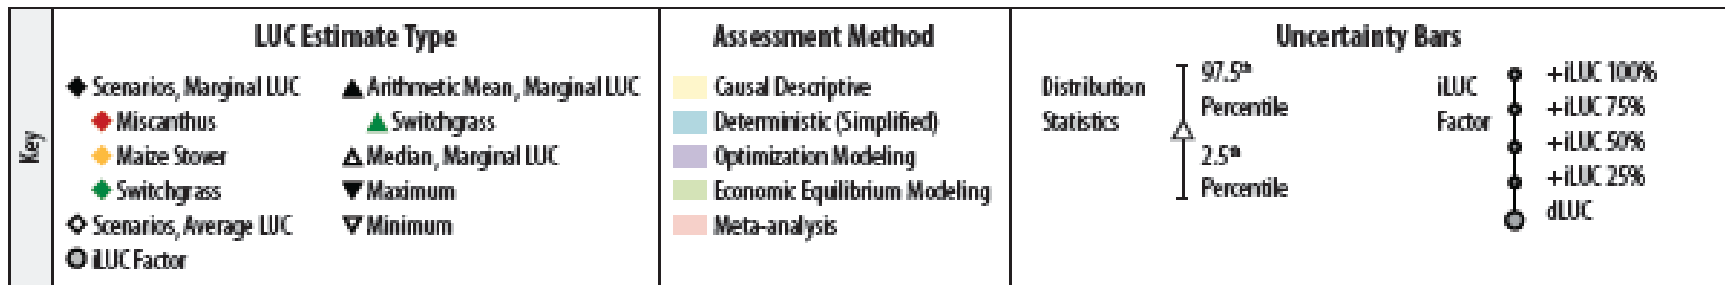 Key
LUC Estimate Type
Scenarios, Marginal LUC
Miscanthus
Maize Stover
Switchgrass
Scenarios, Average LUC
iLUC Factor
Arithmetic Mean, Marginal LUC
Switchgrass
Median, Marginal LUC
Maximum
Minimum
Assessment Method
Causal Descriptive
Deterministic (Simplified)
Optimization Modeling
Economic Equilibrium Modeling
Meta-analysis
Uncertainty Bars
Distribution
Statistics
97.5th
Percentile
2.5th
Percentile
iLUC
Factor
+iLUC 100%
+iLUC 75%
+iLUC 50%
+iLUC 25%
dLUC